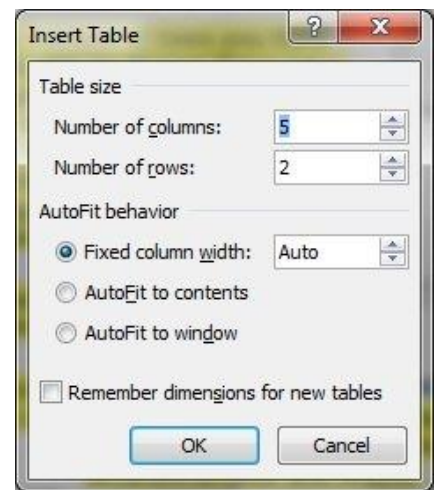 Insert Table
Table size
Number of columns: 5
Number of rows: 2
AutoFit behavior
Fixed column width: Auto
AutoFit to contents
AutoFit to window
Remember dimensions for new tables
OK Cancel